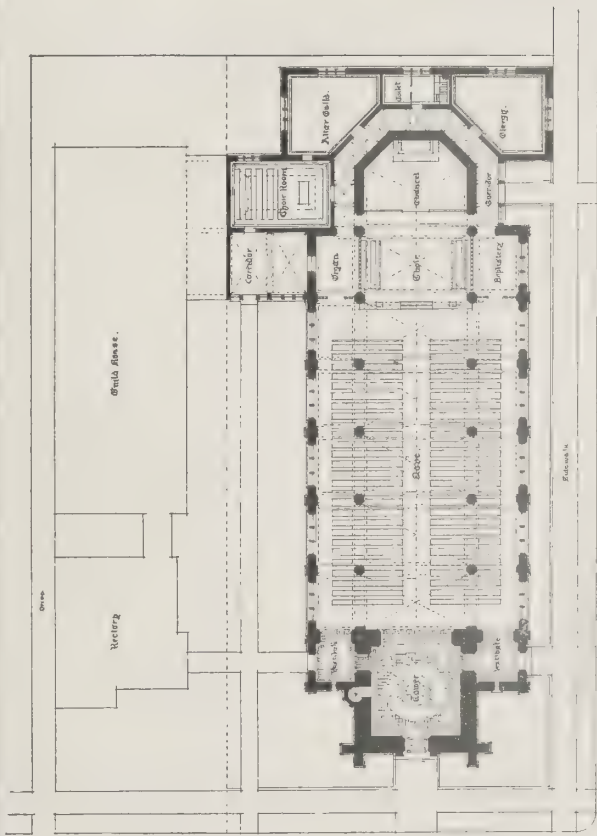 Altar Guild.
Toilet
Clergy.
Choir Room
Chancel
Corridor
Corridor
Organ
Choir
Baptistery
Guild House.
Nave
Sidewalk
Drive
Rectory
Vestibule
Tower
Vestibule